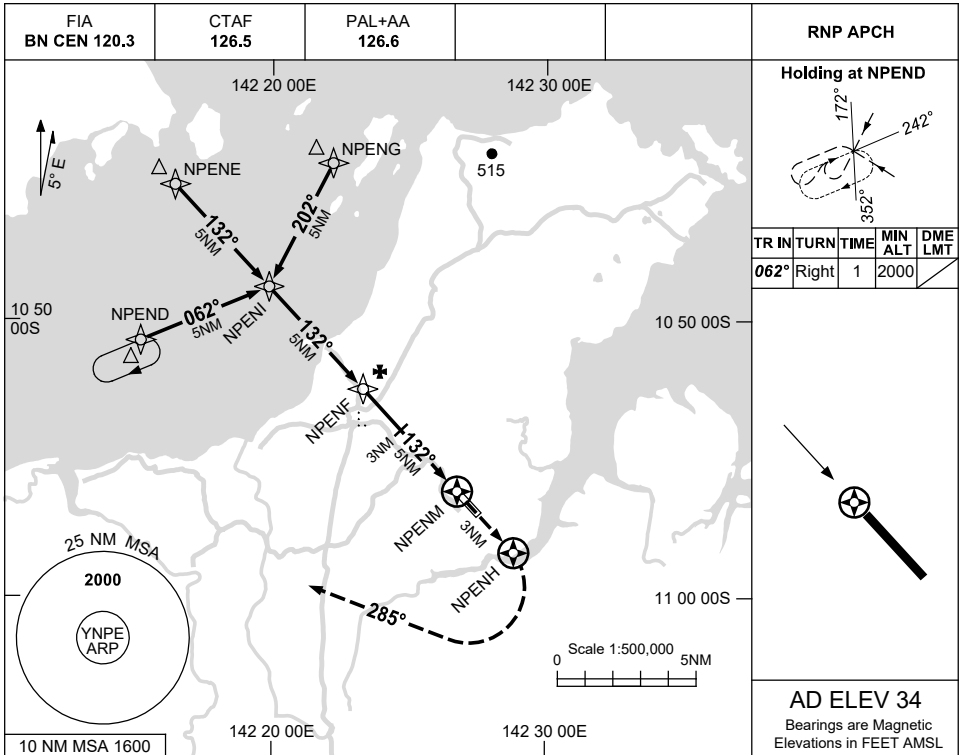 FIA
BN CEN 120.3
CTAF
126.5
PAL+AA
126.6
RNP APCH
142 20 00E
142 30 00E
5° E
NPENE
NPENG
515
132°
5NM
202°
5NM
10 50
00S
NPEND
062°
5NM
NPENI
132°
5NM
10 50 00S
NPENF
132°
3NM
5NM
NPENM
3NM
NPENH
285°
11 00 00S
25 NM MSA
2000
YNPE
ARP
Scale 1:500,000
0
5NM
10 NM MSA 1600
142 20 00E
142 30 00E
Holding at NPEND
172°
242°
352°
TR IN TURN TIME MIN ALT DME LMT
062° Right 1 2000
AD ELEV 34
Bearings are Magnetic
Elevations in FEET AMSL